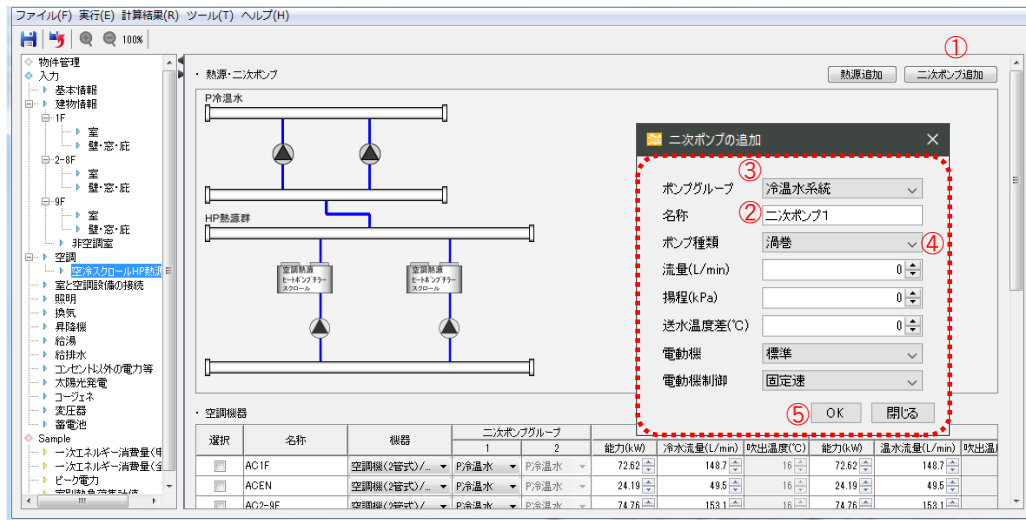 ファイル(F) 実行(E) 計算結果(R) ツール(T) ヘルプ(H)
100%
物件管理
入力
基本情報
建物情報
1F
室
壁・窓・庇
2-8F
室
壁・窓・庇
9F
室
壁・窓・庇
非空調室
空調
空冷スクロールHP熱源
室と空調設備の接続
照明
換気
昇降機
給湯
給排水
コンセント以外の電力等
太陽光発電
コージェネ
変圧器
蓄電池
Sample
一次エネルギー消費量(電
一次エネルギー消費量(全
ピーク電力
・ 熱源・二次ポンプ
①
熱源追加 二次ポンプ追加
P冷温水
HP熱源群
空調熱源
ヒートポンプチラー
スクロール
空調熱源
ヒートポンプチラー
スクロール
二次ポンプの追加
③
ポンプグループ 冷温水系統
名称 ② 二次ポンプ1
ポンプ種類 渦巻 ④
流量(L/min) 0
揚程(kPa) 0
送水温度差(℃) 0
電動機 標準
電動機制御 固定速
⑤ OK 閉じる
・ 空調機器
選択 名称 機器 二次ポンプグループ
1 2 能力(kW) 冷水流量(L/min) 吹出温度(℃) 能力(kW) 温水流量(L/min) 吹出温
AC1F 空調機(2管式)/... P冷温水 P冷温水 72.62 148.7 16 72.62 148.7
ACEN 空調機(2管式)/... P冷温水 P冷温水 24.19 49.5 16 24.19 49.5
AC2-9F 空調機(2管式)/... P冷温水 P冷温水 74.76 153.1 16 74.76 153.1